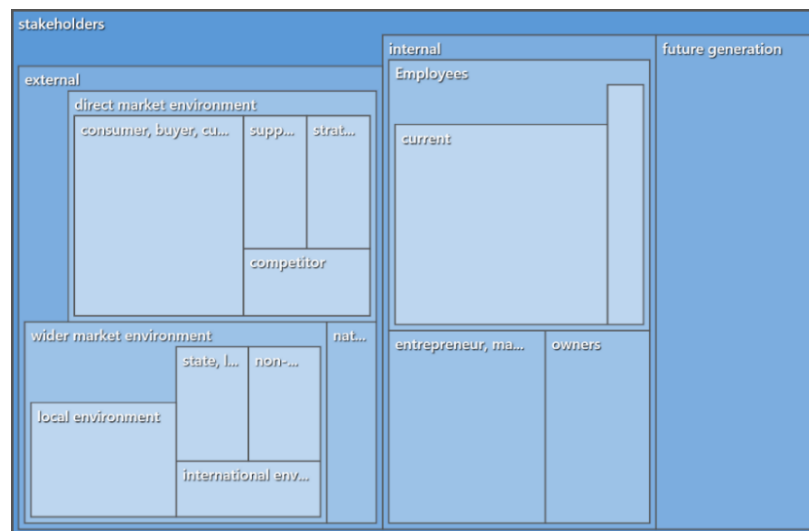 stakeholders
external
direct market environment
consumer, buyer, cu...
supp...
strat...
competitor
wider market environment
state, l...
non-...
local environment
international env...
nat...
internal
Employees
current
entrepreneur, ma...
owners
future generation